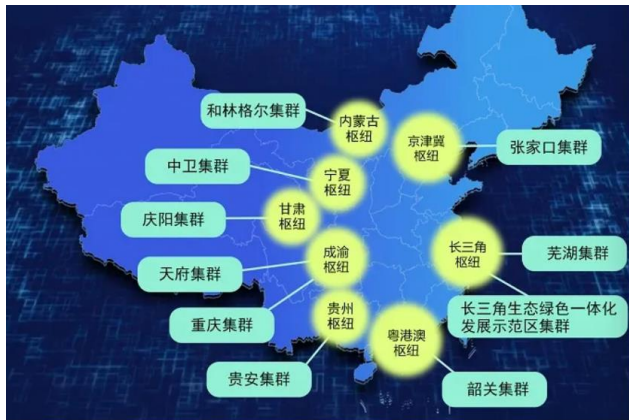 和林格尔集群
内蒙古
枢纽
京津冀
枢纽
张家口集群
中卫集群
宁夏
枢纽
庆阳集群
甘肃
枢纽
天府集群
成渝
枢纽
长三角
枢纽
芜湖集群
重庆集群
贵州
枢纽
长三角生态绿色一体化
发展示范区集群
粤港澳
枢纽
贵安集群
韶关集群